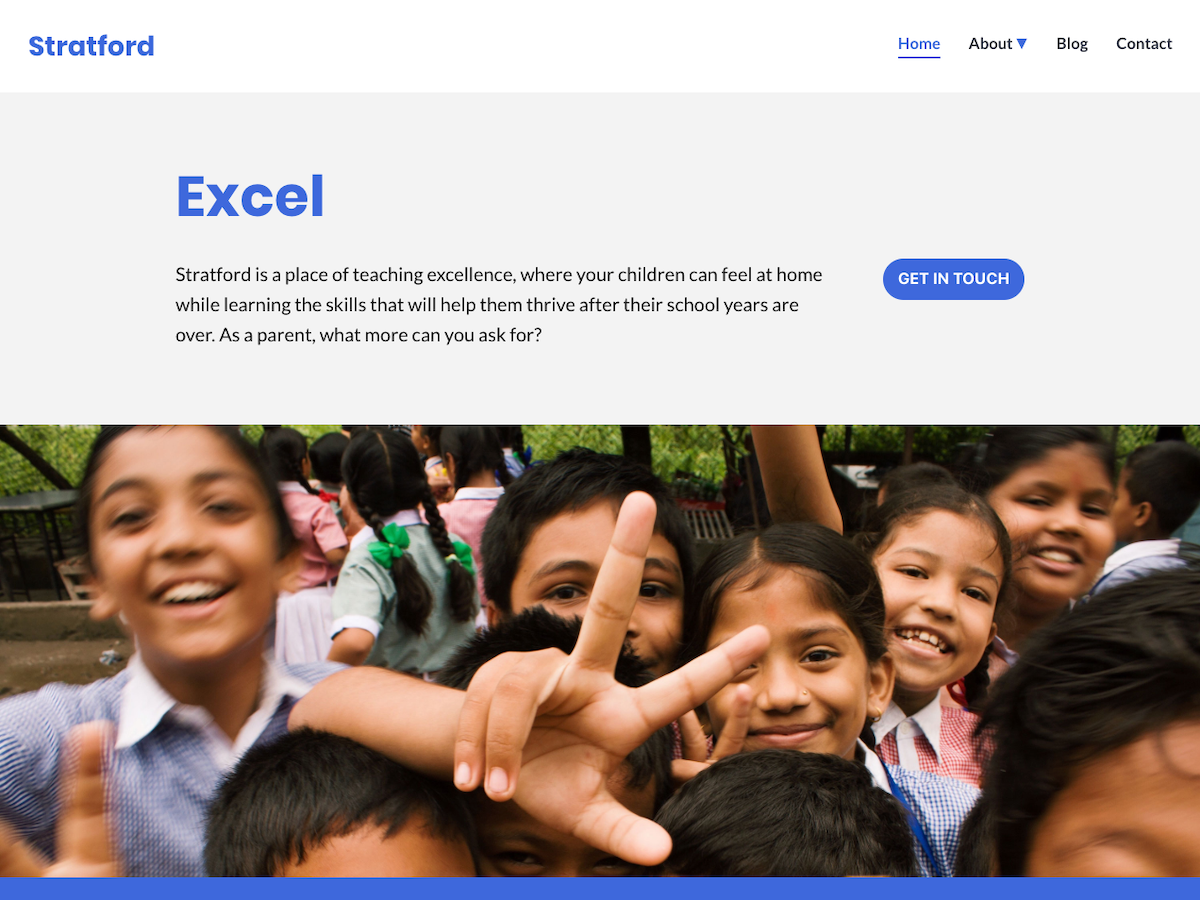 Stratford
Home About Blog Contact
Excel
Stratford is a place of teaching excellence, where your children can feel at home
while learning the skills that will help them thrive after their school years are
over. As a parent, what more can you ask for?
GET IN TOUCH